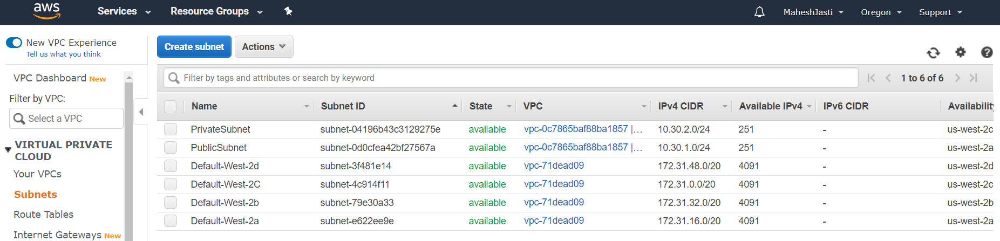 aws Services Resource Groups MaheshJasti Oregon Support
New VPC Experience
Tell us what you think
Create subnet Actions
VPC Dashboard New
Filter by tags and attributes or search by keyword 1 to 6 of 6
Filter by VPC:
Select a VPC
Name Subnet ID State VPC IPv4 CIDR Available IPv4 IPv6 CIDR Availability
PrivateSubnet subnet-04196b43c3129275e available vpc-0c7865baf88ba1857 |... 10.30.2.0/24 251 - us-west-2c
PublicSubnet subnet-0d0cfea42bf27567a available vpc-0c7865baf88ba1857 |... 10.30.1.0/24 251 - us-west-2a
Default-West-2d subnet-3f481e14 available vpc-71dead09 172.31.48.0/20 4091 - us-west-2d
Default-West-2C subnet-4c914f11 available vpc-71dead09 172.31.0.0/20 4091 - us-west-2c
Default-West-2b subnet-79e30a33 available vpc-71dead09 172.31.32.0/20 4091 - us-west-2b
Default-West-2a subnet-e622ee9e available vpc-71dead09 172.31.16.0/20 4091 - us-west-2a
VIRTUAL PRIVATE
CLOUD
Your VPCs
Subnets
Route Tables
Internet Gateways New